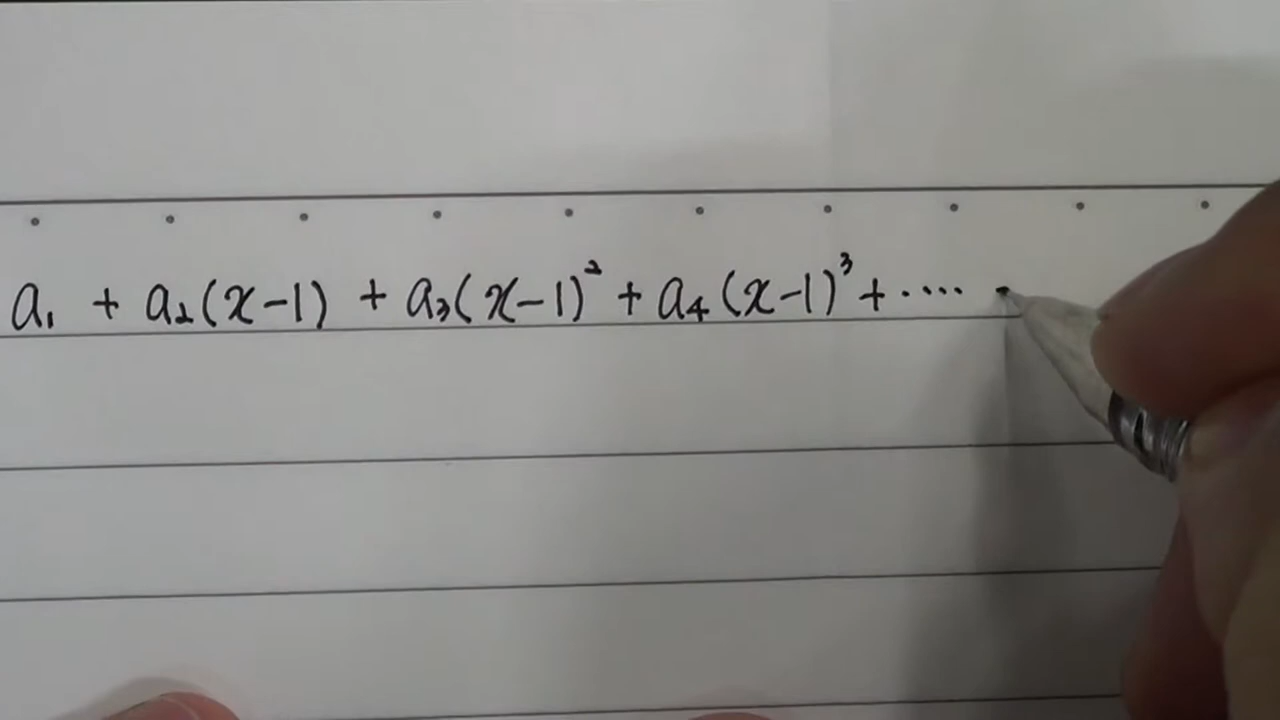 a₁ + a₂(x-1) + a₃(x-1)² + a₄(x-1)³ + ‥‥